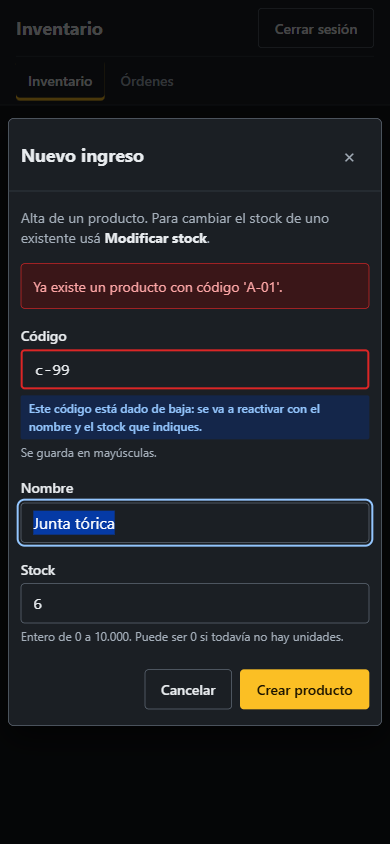 Inventario
Cerrar sesión
Inventario
Órdenes
Nuevo ingreso
×
Alta de un producto. Para cambiar el stock de uno
existente usá Modificar stock.
Ya existe un producto con código 'A-01'.
Código
c-99
Este código está dado de baja: se va a reactivar con el
nombre y el stock que indiques.
Se guarda en mayúsculas.
Nombre
Junta tórica
Stock
6
Entero de 0 a 10.000. Puede ser 0 si todavía no hay unidades.
Cancelar
Crear producto